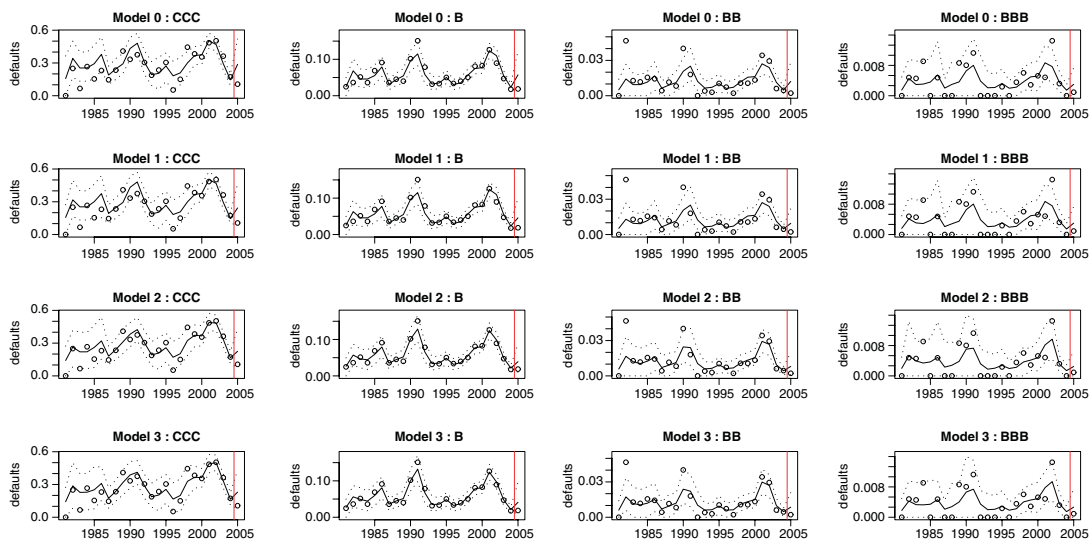 Model 0 : CCC
Model 0 : B
Model 0 : BB
Model 0 : BBB
defaults
0.6
0.3
0.0
1985 1990 1995 2000 2005
defaults
0.10
0.00
1985 1990 1995 2000 2005
defaults
0.03
0.00
1985 1990 1995 2000 2005
defaults
0.008
0.000
1985 1990 1995 2000 2005
Model 1 : CCC
Model 1 : B
Model 1 : BB
Model 1 : BBB
defaults
0.6
0.3
0.0
1985 1990 1995 2000 2005
defaults
0.10
0.00
1985 1990 1995 2000 2005
defaults
0.03
0.00
1985 1990 1995 2000 2005
defaults
0.008
0.000
1985 1990 1995 2000 2005
Model 2 : CCC
Model 2 : B
Model 2 : BB
Model 2 : BBB
defaults
0.6
0.3
0.0
1985 1990 1995 2000 2005
defaults
0.10
0.00
1985 1990 1995 2000 2005
defaults
0.03
0.00
1985 1990 1995 2000 2005
defaults
0.008
0.000
1985 1990 1995 2000 2005
Model 3 : CCC
Model 3 : B
Model 3 : BB
Model 3 : BBB
defaults
0.6
0.3
0.0
1985 1990 1995 2000 2005
defaults
0.10
0.00
1985 1990 1995 2000 2005
defaults
0.03
0.00
1985 1990 1995 2000 2005
defaults
0.008
0.000
1985 1990 1995 2000 2005